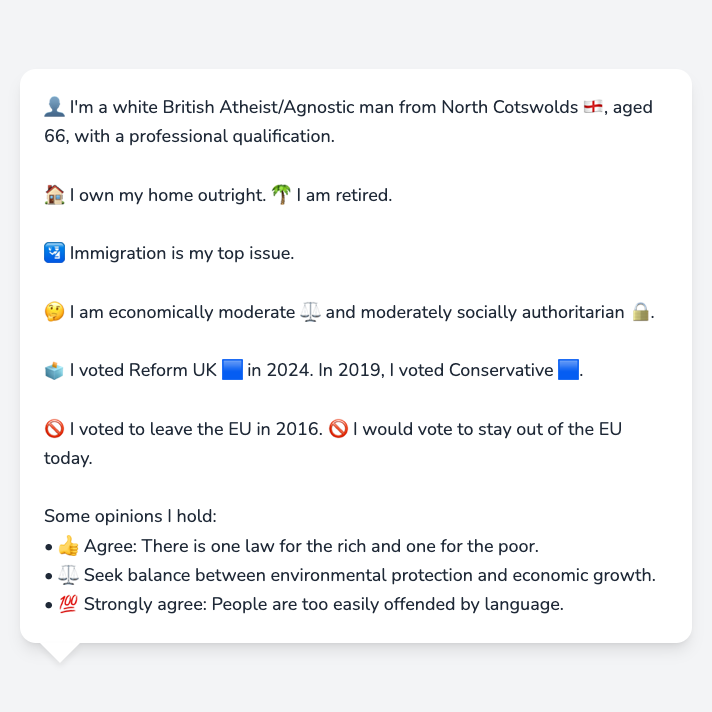 👤 I'm a white British Atheist/Agnostic man from North Cotswolds 🏴󠁧󠁢󠁥󠁮󠁧󠁿, aged
66, with a professional qualification.
🏠 I own my home outright. 🌴 I am retired.
🛂 Immigration is my top issue.
🤔 I am economically moderate ⚖️ and moderately socially authoritarian 🔒.
🗳️ I voted Reform UK 🟦 in 2024. In 2019, I voted Conservative 🟦.
🚫 I voted to leave the EU in 2016. 🚫 I would vote to stay out of the EU
today.
Some opinions I hold:
• 👍 Agree: There is one law for the rich and one for the poor.
• ⚖️ Seek balance between environmental protection and economic growth.
• 💯 Strongly agree: People are too easily offended by language.